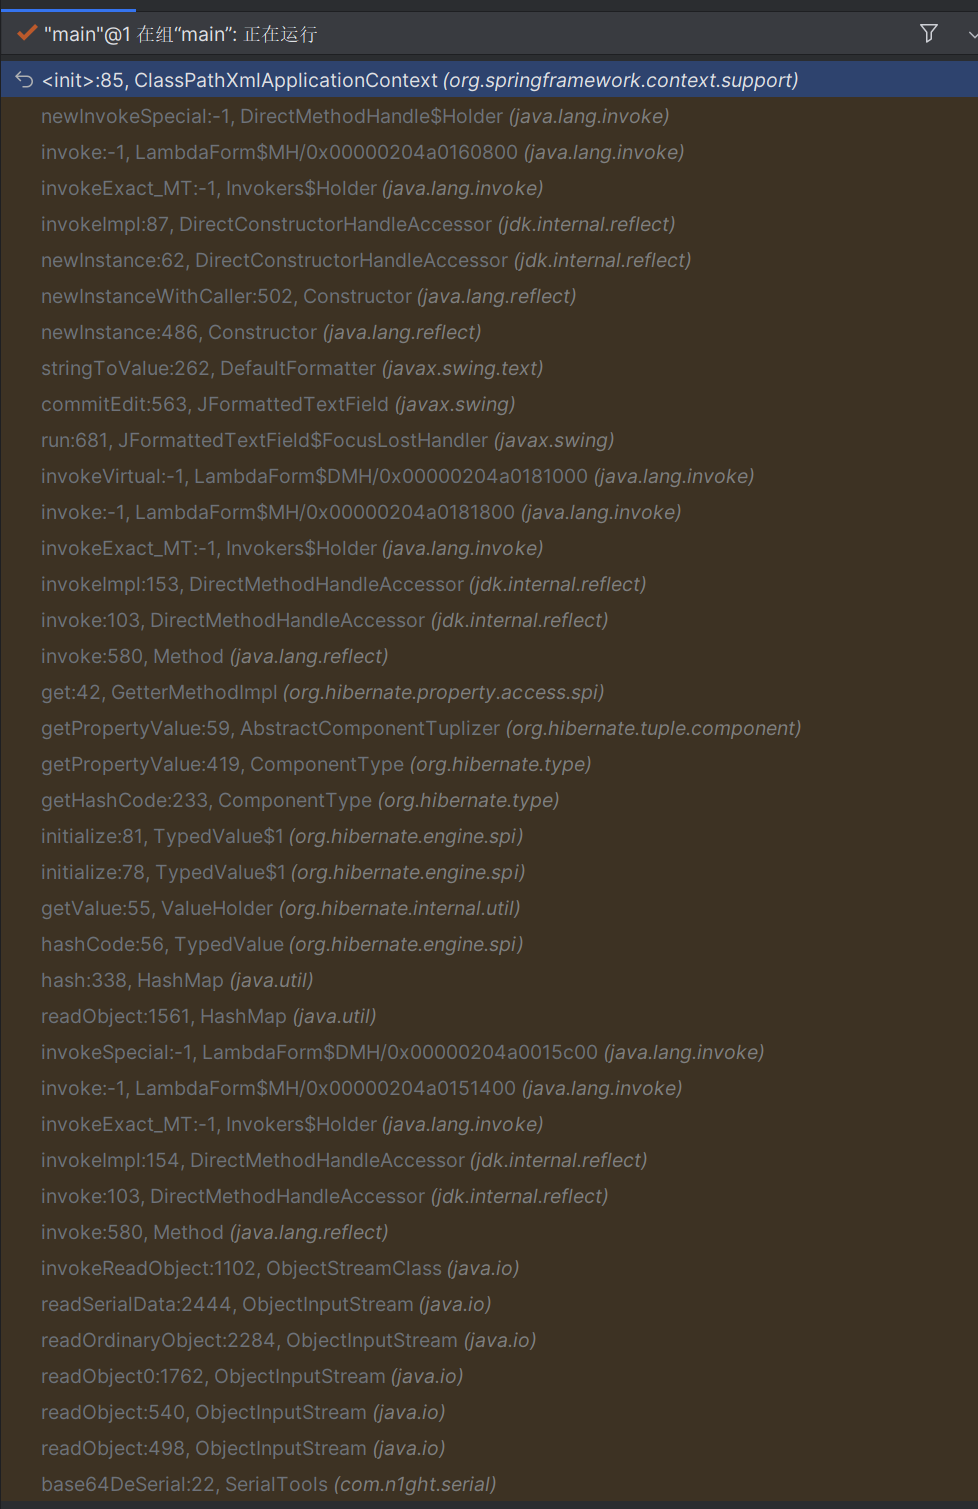 "main"@1 在组“main”: 正在运行
<init>:85, ClassPathXmlApplicationContext (org.springframework.context.support)
newInvokeSpecial:-1, DirectMethodHandle$Holder (java.lang.invoke)
invoke:-1, LambdaForm$MH/0x00000204a0160800 (java.lang.invoke)
invokeExact_MT:-1, Invokers$Holder (java.lang.invoke)
invokeImpl:87, DirectConstructorHandleAccessor (jdk.internal.reflect)
newInstance:62, DirectConstructorHandleAccessor (jdk.internal.reflect)
newInstanceWithCaller:502, Constructor (java.lang.reflect)
newInstance:486, Constructor (java.lang.reflect)
stringToValue:262, DefaultFormatter (javax.swing.text)
commitEdit:563, JFormattedTextField (javax.swing)
run:681, JFormattedTextField$FocusLostHandler (javax.swing)
invokeVirtual:-1, LambdaForm$DMH/0x00000204a0181000 (java.lang.invoke)
invoke:-1, LambdaForm$MH/0x00000204a0181800 (java.lang.invoke)
invokeExact_MT:-1, Invokers$Holder (java.lang.invoke)
invokeImpl:153, DirectMethodHandleAccessor (jdk.internal.reflect)
invoke:103, DirectMethodHandleAccessor (jdk.internal.reflect)
invoke:580, Method (java.lang.reflect)
get:42, GetterMethodImpl (org.hibernate.property.access.spi)
getPropertyValue:59, AbstractComponentTuplizer (org.hibernate.tuple.component)
getPropertyValue:419, ComponentType (org.hibernate.type)
getHashCode:233, ComponentType (org.hibernate.type)
initialize:81, TypedValue$1 (org.hibernate.engine.spi)
initialize:78, TypedValue$1 (org.hibernate.engine.spi)
getValue:55, ValueHolder (org.hibernate.internal.util)
hashCode:56, TypedValue (org.hibernate.engine.spi)
hash:338, HashMap (java.util)
readObject:1561, HashMap (java.util)
invokeSpecial:-1, LambdaForm$DMH/0x00000204a0015c00 (java.lang.invoke)
invoke:-1, LambdaForm$MH/0x00000204a0151400 (java.lang.invoke)
invokeExact_MT:-1, Invokers$Holder (java.lang.invoke)
invokeImpl:154, DirectMethodHandleAccessor (jdk.internal.reflect)
invoke:103, DirectMethodHandleAccessor (jdk.internal.reflect)
invoke:580, Method (java.lang.reflect)
invokeReadObject:1102, ObjectStreamClass (java.io)
readSerialData:2444, ObjectInputStream (java.io)
readOrdinaryObject:2284, ObjectInputStream (java.io)
readObject0:1762, ObjectInputStream (java.io)
readObject:540, ObjectInputStream (java.io)
readObject:498, ObjectInputStream (java.io)
base64DeSerial:22, SerialTools (com.n1ght.serial)